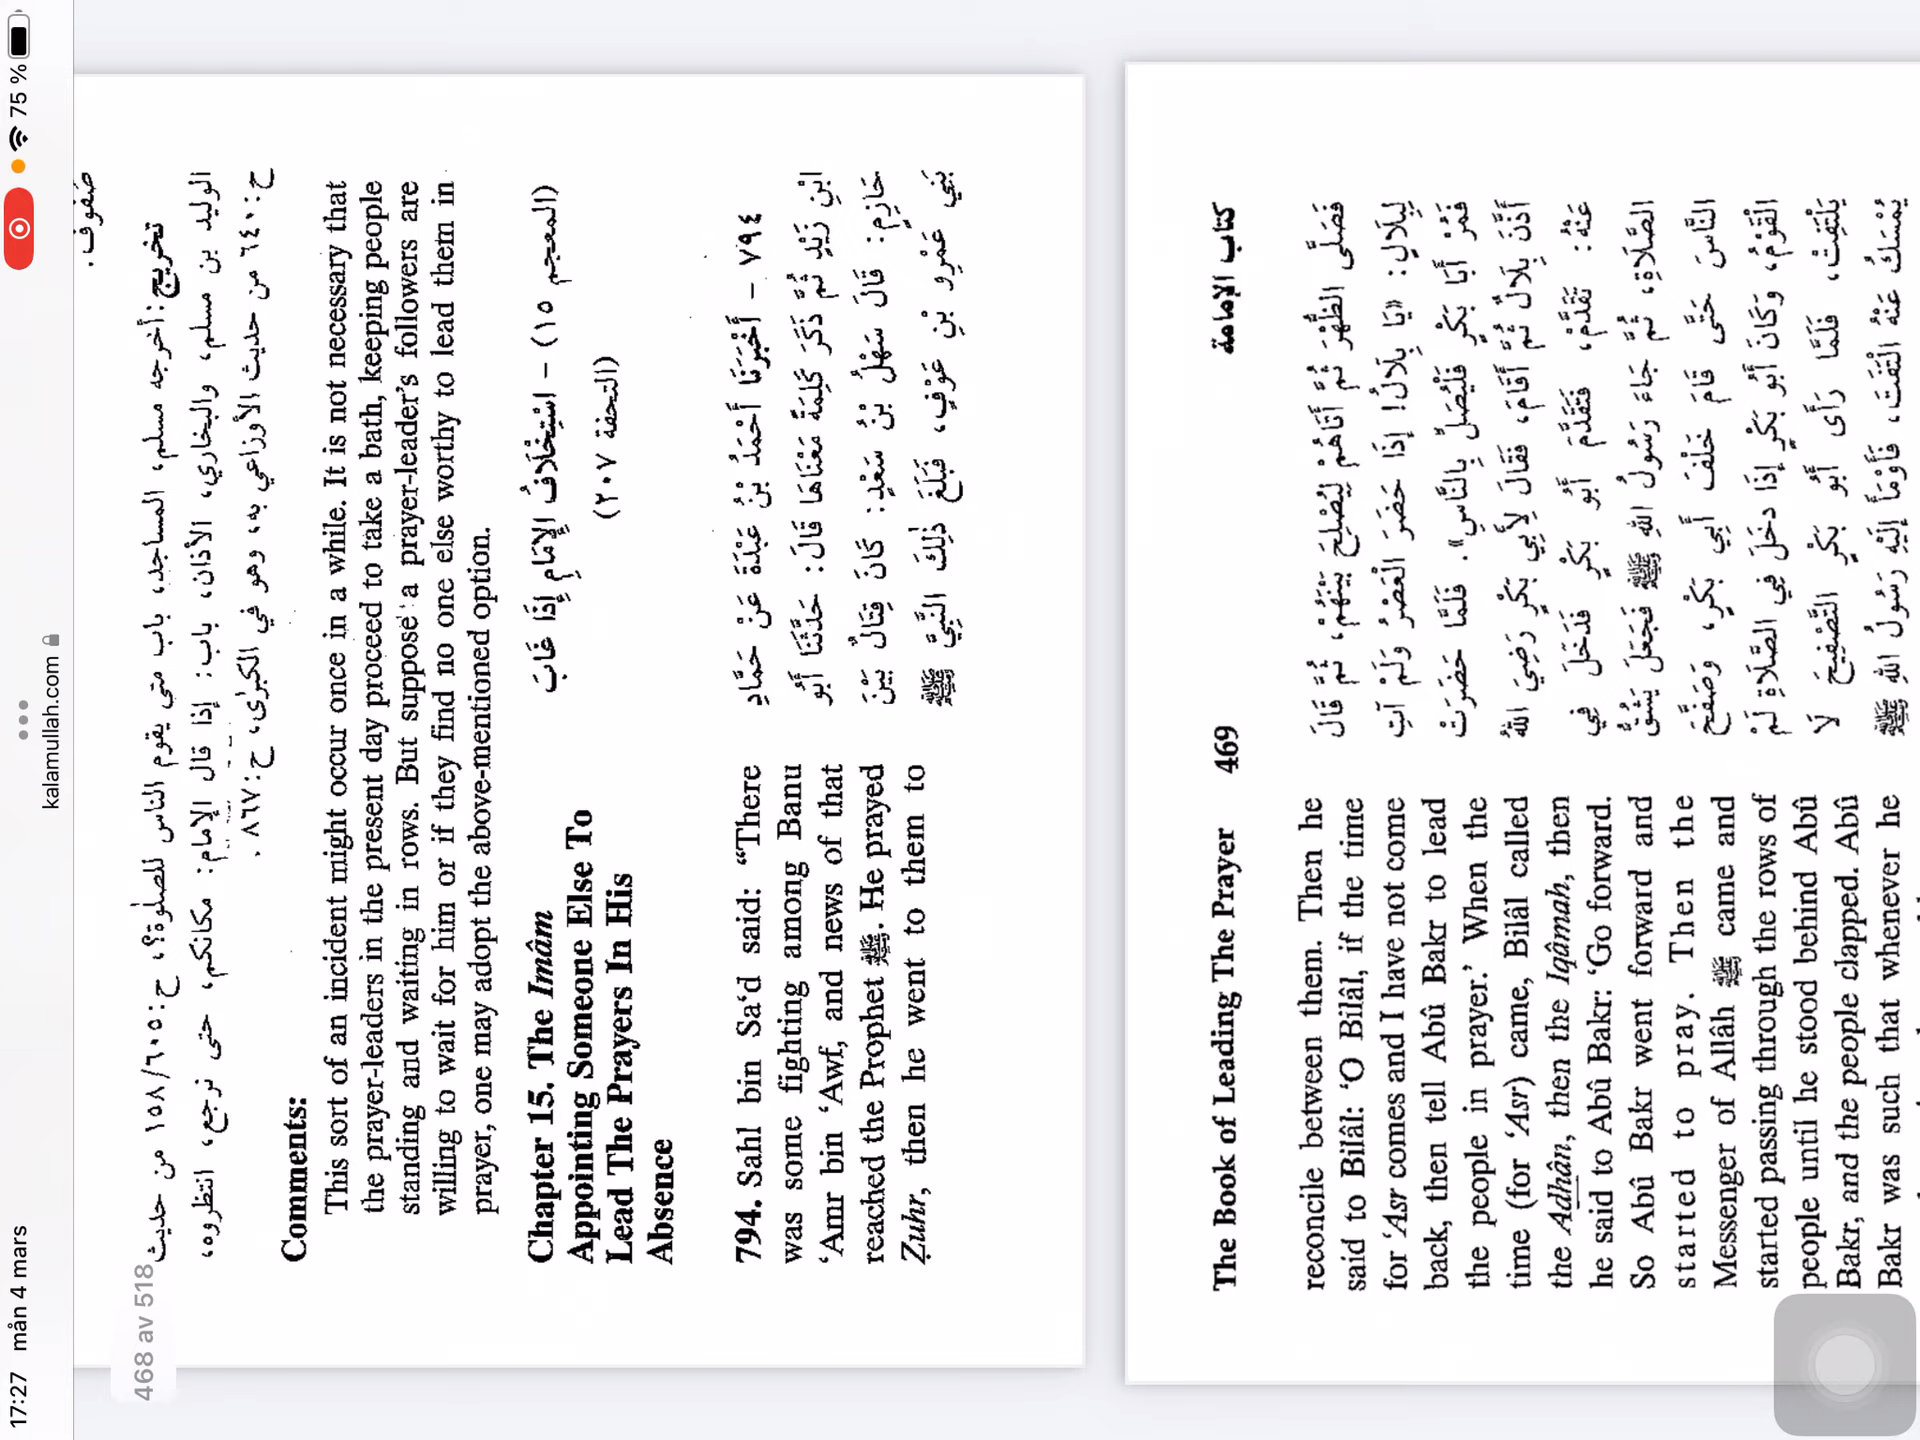 17:27 mån 4 mars
75 %
kalamullah.com
468 av 518
صفوف.
تخريج: أخرجه مسلم، المساجد، باب متى يقوم الناس للصلوة؟، ح: ١٥٨/٦٠٥ من حديث
الوليد بن مسلم، والبخاري، الأذان، باب: إذا قال الإمام: مكانكم، حتى نرجع، انتظروه،
ح: ٦٤٠ من حديث الأوزاعي به، وهو في الكبرٰى، ح: ٨٦٧.
Comments:
This sort of an incident might occur once in a while. It is not necessary that
the prayer-leaders in the present day proceed to take a bath, keeping people
standing and waiting in rows. But suppose a prayer-leader's followers are
willing to wait for him or if they find no one else worthy to lead them in
prayer, one may adopt the above-mentioned option.
Chapter 15. The Imâm
Appointing Someone Else To
Lead The Prayers In His
Absence
(المعجم ١٥) - اسْتِخْلَافُ الْإِمَامِ إِذَا غَابَ
(التحفة ٢٠٧)
794. Sahl bin Sa'd said: "There
was some fighting among Banu
'Amr bin 'Awf, and news of that
reached the Prophet ﷺ. He prayed
Ẓuhr, then he went to them to
٧٩٤ - أَخْبَرَنَا أَحْمَدُ بْنُ عَبْدَةَ عَنْ حَمَّادِ
ابْنِ زَيْدٍ ثُمَّ ذَكَرَ كَلِمَةً مَعْنَاهَا قَالَ: حَدَّثَنَا أَبُو
حَازِمٍ: قَالَ سَهْلُ بْنُ سَعْدٍ: كَانَ قِتَالٌ بَيْنَ
بَنِي عَمْرِو بْنِ عَوْفٍ، فَبَلَغَ ذٰلِكَ النَّبِيَّ ﷺ
The Book of Leading The Prayer 469 كتاب الإمامة
reconcile between them. Then he
said to Bilâl: 'O Bilâl, if the time
for 'Asr comes and I have not come
back, then tell Abû Bakr to lead
the people in prayer.' When the
time (for 'Asr) came, Bilâl called
the Adhân, then the Iqâmah, then
he said to Abû Bakr: 'Go forward.
So Abû Bakr went forward and
started to pray. Then the
Messenger of Allâh ﷺ came and
started passing through the rows of
people until he stood behind Abû
Bakr, and the people clapped. Abû
Bakr was such that whenever he
فَصَلَّى الظُّهْرَ ثُمَّ أَتَاهُمْ لِيُصْلِحَ بَيْنَهُمْ، ثُمَّ قَالَ
لِبِلَالٍ: «يَا بِلَالُ! إِذَا حَضَرَ الْعَصْرُ وَلَمْ آتِ
فَمُرْ أَبَا بَكْرٍ فَلْيُصَلِّ بِالنَّاسِ». فَلَمَّا حَضَرَتْ
أَذَّنَ بِلَالٌ ثُمَّ أَقَامَ، فَقَالَ لِأَبِي بَكْرٍ رَضِيَ اللهُ
عَنْهُ: تَقَدَّمْ، فَتَقَدَّمَ أَبُو بَكْرٍ فَدَخَلَ فِي
الصَّلَاةِ، ثُمَّ جَاءَ رَسُولُ اللهِ ﷺ فَجَعَلَ يَشُقُّ
النَّاسَ حَتَّى قَامَ خَلْفَ أَبِي بَكْرٍ، وَصَفَّحَ
الْقَوْمُ، وَكَانَ أَبُو بَكْرٍ إِذَا دَخَلَ فِي الصَّلَاةِ لَمْ
يَلْتَفِتْ، فَلَمَّا رَأَى أَبُو بَكْرٍ التَّصْفِيحَ لَا
يُمْسَكُ عَنْهُ الْتَفَتَ، فَأَوْمَأَ إِلَيْهِ رَسُولُ اللهِ ﷺ